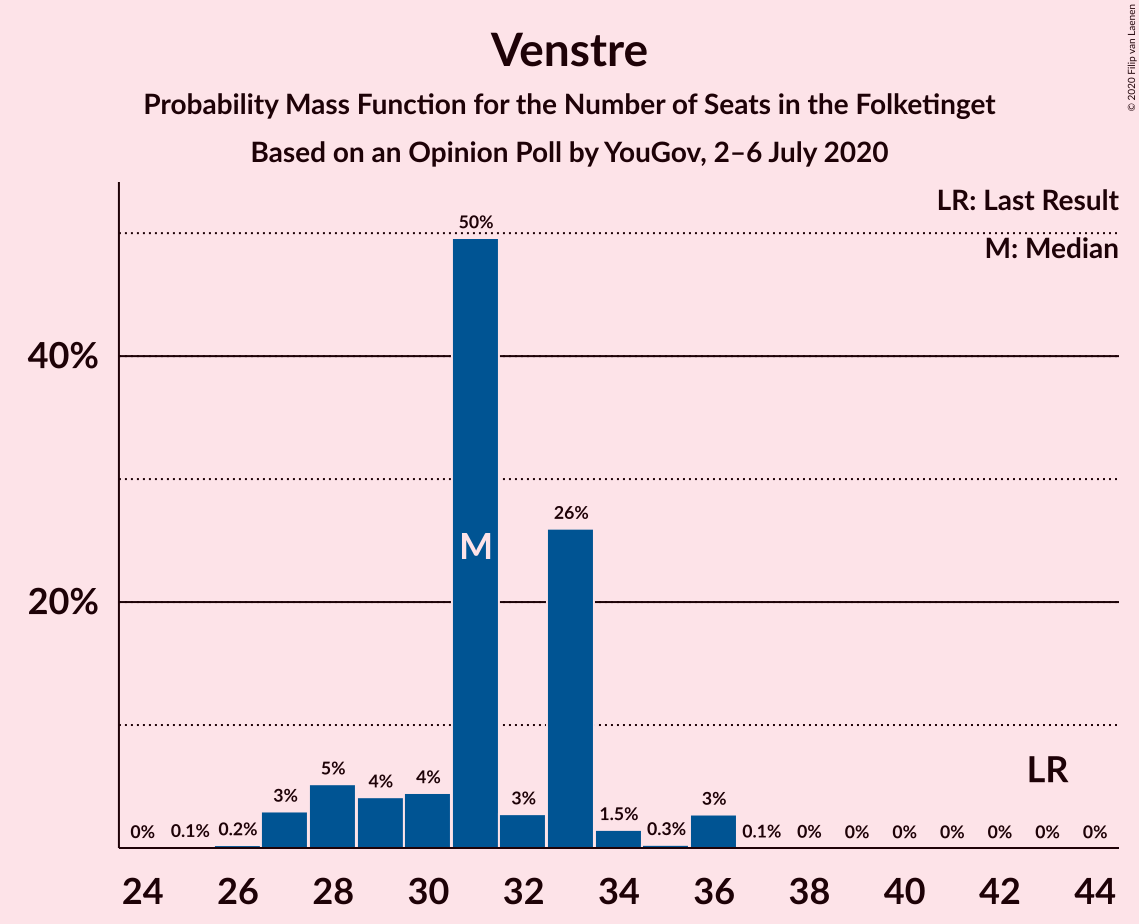 Venstre
Probability Mass Function for the Number of Seats in the Folketinget
Based on an Opinion Poll by YouGov, 2–6 July 2020
© 2020 Filip van Laenen
LR: Last Result
M: Median
50%
40%
26%
M
20%
LR
0% 0.1% 0.2% 3% 5% 4% 4% 3% 1.5% 0.3% 3% 0.1% 0% 0% 0% 0% 0% 0% 0%
24 26 28 30 32 34 36 38 40 42 44